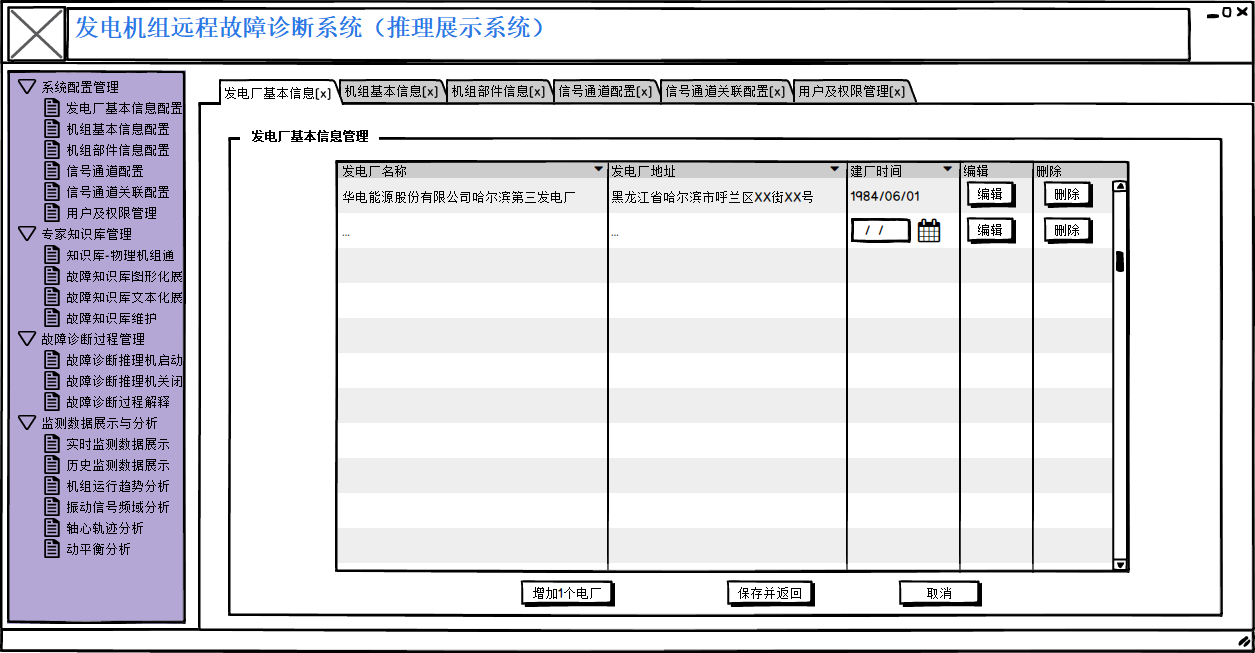 发电机组远程故障诊断系统（推理展示系统）
系统配置管理
发电厂基本信息配置
机组基本信息配置
机组部件信息配置
信号通道配置
信号通道关联配置
用户及权限管理
专家知识库管理
知识库-物理机组通
故障知识库图形化展
故障知识库文本化展
故障知识库维护
故障诊断过程管理
故障诊断推理机启动
故障诊断推理机关闭
故障诊断过程解释
监测数据展示与分析
实时监测数据展示
历史监测数据展示
机组运行趋势分析
振动信号频域分析
轴心轨迹分析
动平衡分析
发电厂基本信息[x] 机组基本信息[x] 机组部件信息[x] 信号通道配置[x] 信号通道关联配置[x] 用户及权限管理[x]
发电厂基本信息管理
发电厂名称 发电厂地址 建厂时间 编辑 删除
华电能源股份有限公司哈尔滨第三发电厂 黑龙江省哈尔滨市呼兰区XX街XX号 1984/06/01 编辑 删除
... ... / / 编辑 删除
增加1个电厂 保存并返回 取消